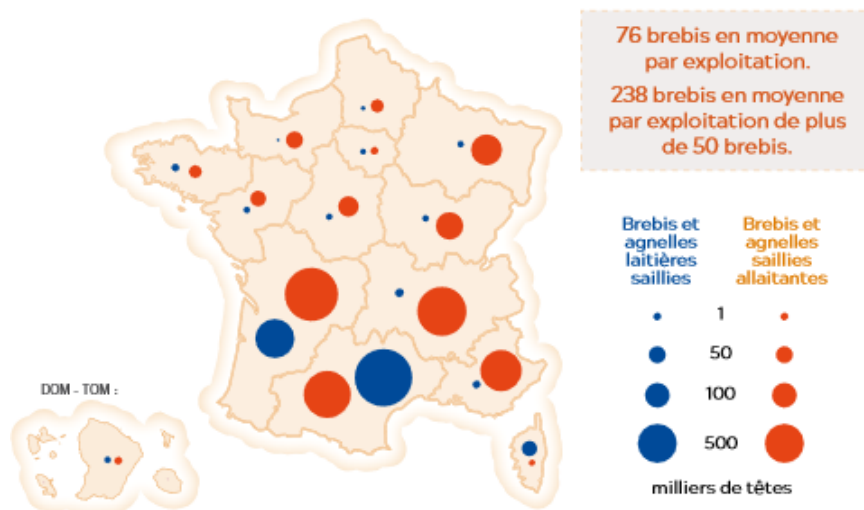 76 brebis en moyenne
par exploitation.
238 brebis en moyenne
par exploitation de plus
de 50 brebis.
Brebis et
agnelles
laitières
saillies
Brebis et
agnelles
saillies
allaitantes
1
50
100
500
milliers de têtes
DOM - TOM :